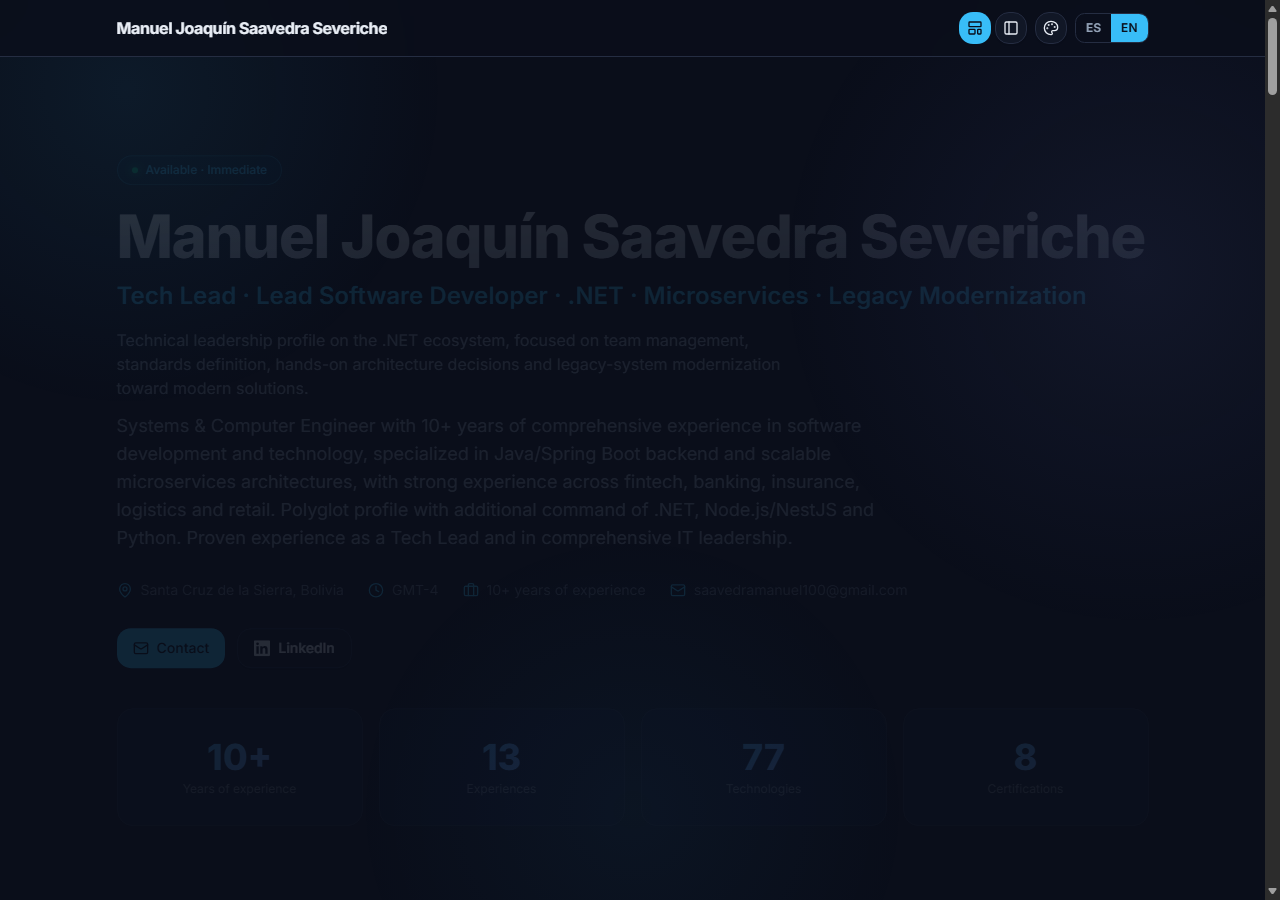 Manuel Joaquín Saavedra Severiche
ES EN
Available · Immediate
Manuel Joaquín Saavedra Severiche
Tech Lead · Lead Software Developer · .NET · Microservices · Legacy Modernization
Technical leadership profile on the .NET ecosystem, focused on team management,
standards definition, hands-on architecture decisions and legacy-system modernization
toward modern solutions.
Systems & Computer Engineer with 10+ years of comprehensive experience in software
development and technology, specialized in Java/Spring Boot backend and scalable
microservices architectures, with strong experience across fintech, banking, insurance,
logistics and retail. Polyglot profile with additional command of .NET, Node.js/NestJS and
Python. Proven experience as a Tech Lead and in comprehensive IT leadership.
Santa Cruz de la Sierra, Bolivia GMT-4 10+ years of experience saavedramanuel100@gmail.com
Contact LinkedIn
10+ 13 77 8
Years of experience Experiences Technologies Certifications